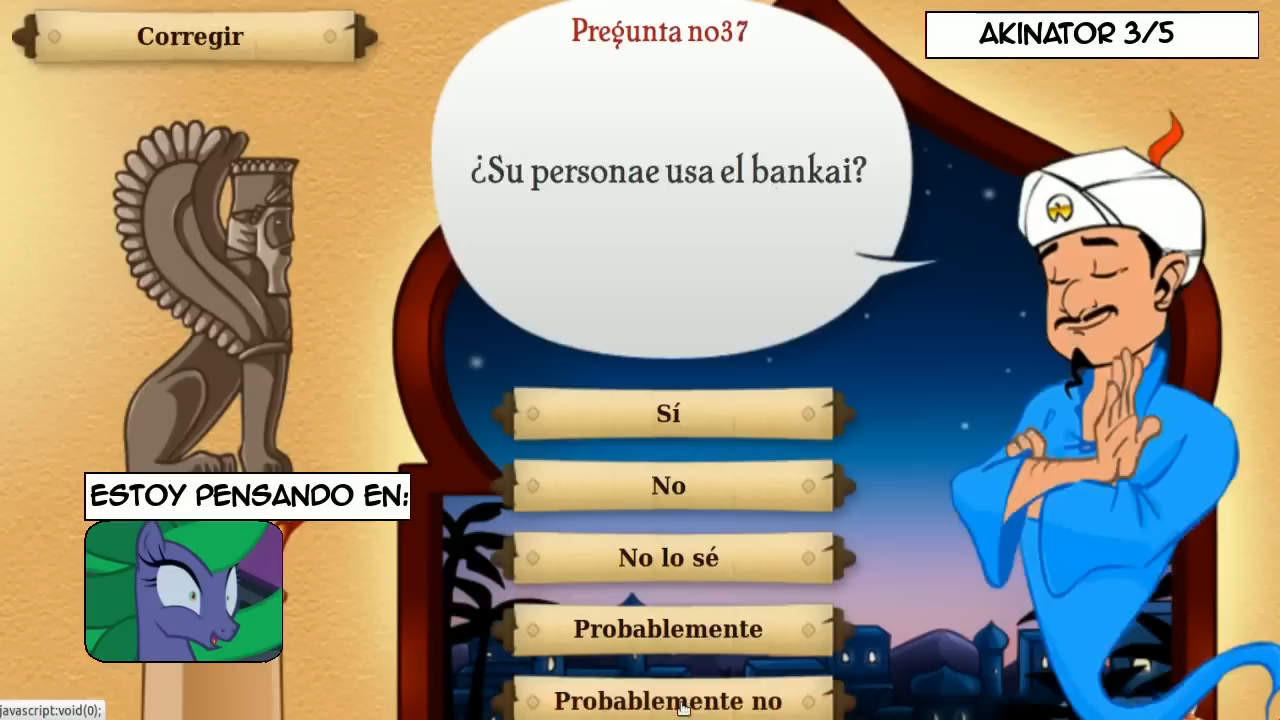 Corregir
Pregunta no37
AKINATOR 3/5
¿Su personae usa el bankai?
Sí
No
ESTOY PENSANDO EN:
No lo sé
Probablemente
Probablemente no
javascript:void(0);